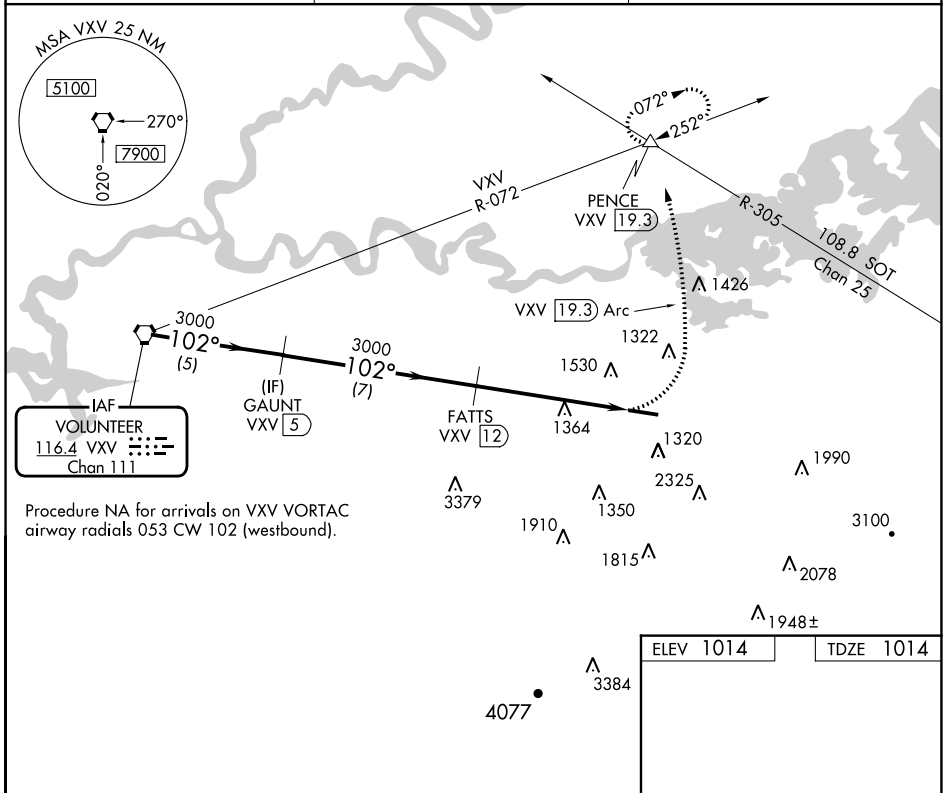 MSA VXV 25 NM
5100
270°
7900
020°
072°
252°
PENCE
VXV 19.3
VXV
R-072
R-305
108.8 SOT
Chan 25
VXV 19.3 Arc
1426
1322
1530
3000
102°
(5)
3000
102°
(7)
(IF)
GAUNT
VXV 5
FATTS
VXV 12
1364
IAF
VOLUNTEER
116.4 VXV
Chan 111
1320
1990
2325
3379
1350
3100
1910
1815
2078
1948±
Procedure NA for arrivals on VXV VORTAC
airway radials 053 CW 102 (westbound).
ELEV 1014
TDZE 1014
3384
4077